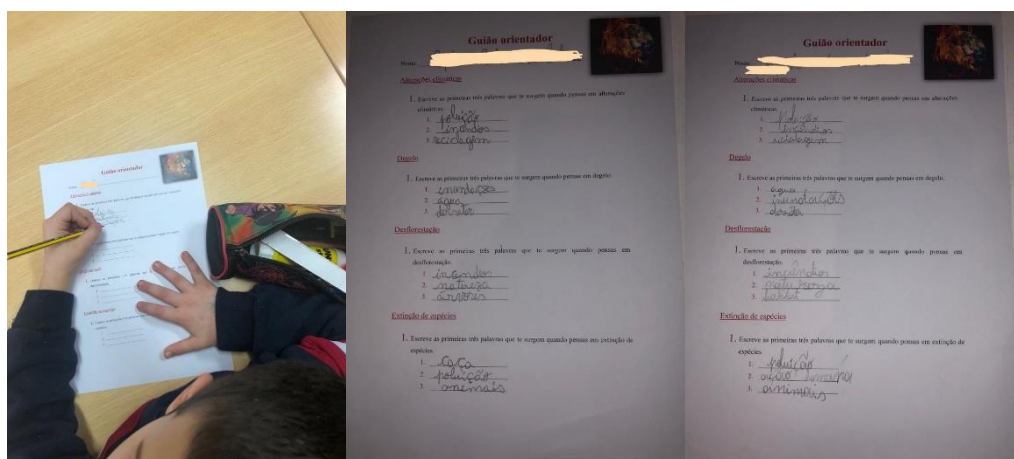 Guião orientador
Guião orientador
Nome:
Alterações climáticas
1. Escreve as primeiras três palavras que te surgem quando pensas em alterações
climáticas.
1. poluição
2. incendios
3. reciclagem
Degelo
1. Escreve as primeiras três palavras que te surgem quando pensas em degelo.
1. inondações
2. água
3. derreter
Desflorestação
1. Escreve as primeiras três palavras que te surgem quando pensas em
desflorestação.
1. incendios
2. natureza
3. árvores
Extinção de espécies
1. Escreve as primeiras três palavras que te surgem quando pensas em extinção de
espécies.
1. caça
2. poluição
3. animais
Guião orientador
Nome:
Alterações climáticas
1. Escreve as primeiras três palavras que te surgem quando pensas em alterações
climáticas.
1. Poluição
2. incêndios
3. reciclagem
Degelo
1. Escreve as primeiras três palavras que te surgem quando pensas em degelo.
1. água
2. inundações
3.
Desflorestação
1. Escreve as primeiras três palavras que te surgem quando pensas em
desflorestação.
1. incêndios
2.
3. habitat
Extinção de espécies
1. Escreve as primeiras três palavras que te surgem quando pensas em extinção de
espécies.
1. poluição
2.
3. animais